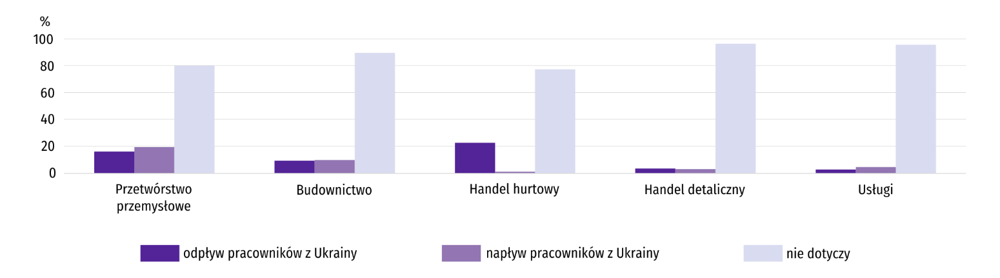 %
100
80
60
40
20
0
Przetwórstwo
przemysłowe
Budownictwo
Handel hurtowy
Handel detaliczny
Usługi
odpływ pracowników z Ukrainy
napływ pracowników z Ukrainy
nie dotyczy